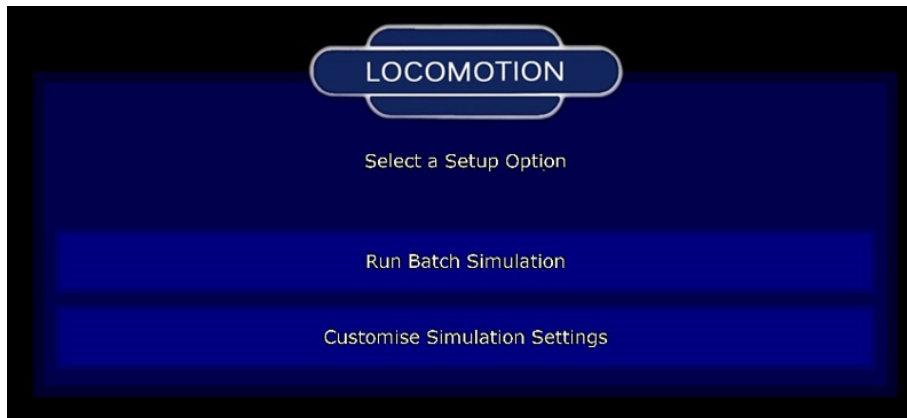 LOCOMOTION
Select a Setup Option
Run Batch Simulation
Customise Simulation Settings